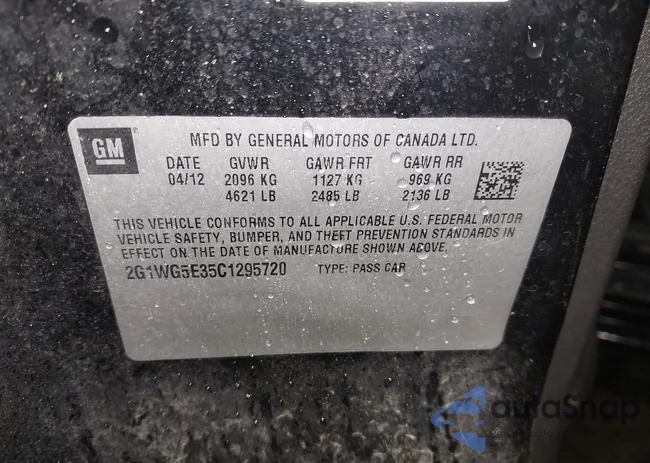 GM
MFD BY GENERAL MOTORS OF CANADA LTD.
DATE GVWR GAWR FRT GAWR RR
04/12 2096 KG 1127 KG 969 KG
4621 LB 2485 LB 2136 LB
THIS VEHICLE CONFORMS TO ALL APPLICABLE U.S. FEDERAL MOTOR
VEHICLE SAFETY, BUMPER, AND THEFT PREVENTION STANDARDS IN
EFFECT ON THE DATE OF MANUFACTURE SHOWN ABOVE.
2G1WG5E35C1295720 TYPE: PASS CAR
autoSnap